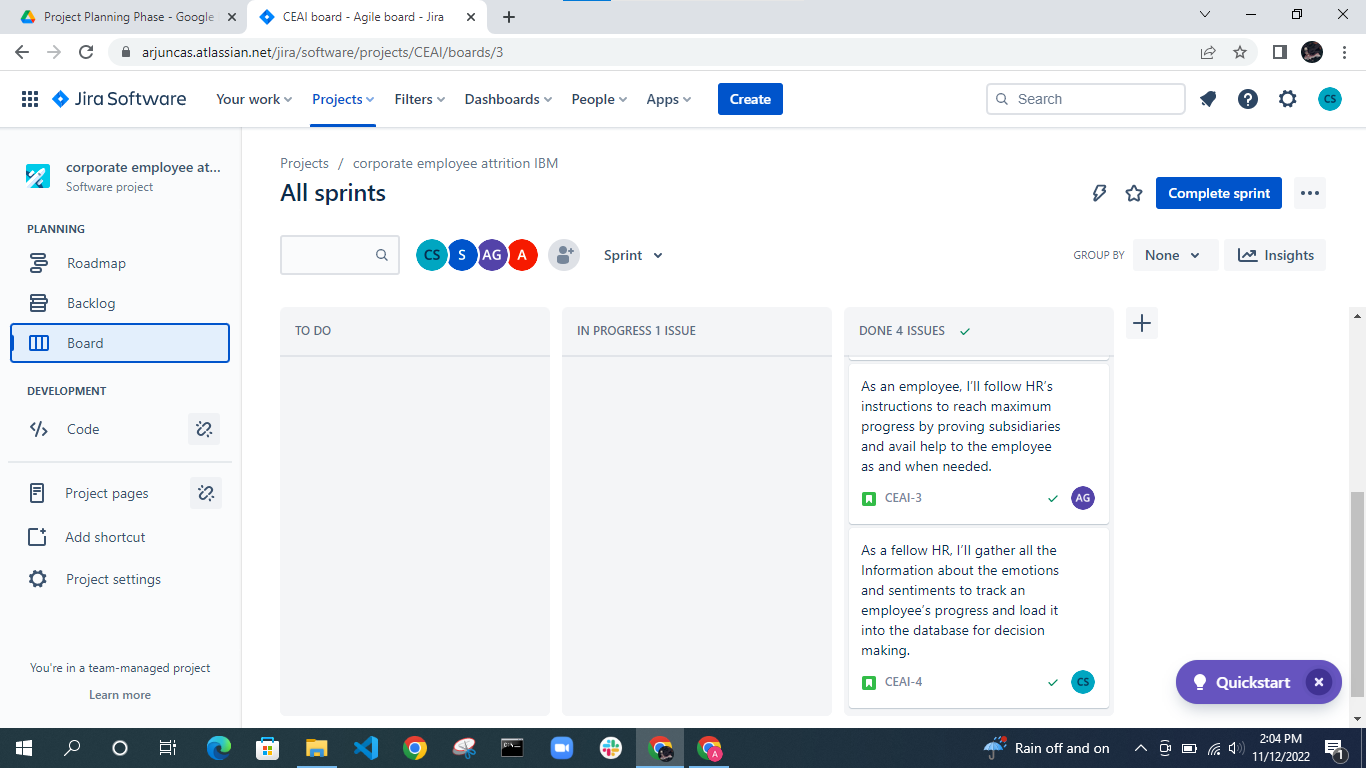 Project Planning Phase - Google
CEAI board - Agile board - Jira
arjuncas.atlassian.net/jira/software/projects/CEAI/boards/3
Jira Software
Your work
Projects
Filters
Dashboards
People
Apps
Create
Search
CS
corporate employee at...
Software project
PLANNING
Roadmap
Backlog
Board
DEVELOPMENT
Code
Project pages
Add shortcut
Project settings
You're in a team-managed project
Learn more
Projects / corporate employee attrition IBM
All sprints
Complete sprint
CS
S
AG
A
Sprint
GROUP BY
None
Insights
TO DO
IN PROGRESS 1 ISSUE
DONE 4 ISSUES
As an employee, I’ll follow HR’s
instructions to reach maximum
progress by proving subsidiaries
and avail help to the employee
as and when needed.
CEAI-3
AG
As a fellow HR, I’ll gather all the
Information about the emotions
and sentiments to track an
employee’s progress and load it
into the database for decision
making.
CEAI-4
CS
Quickstart
Rain off and on
2:04 PM
11/12/2022
1
A